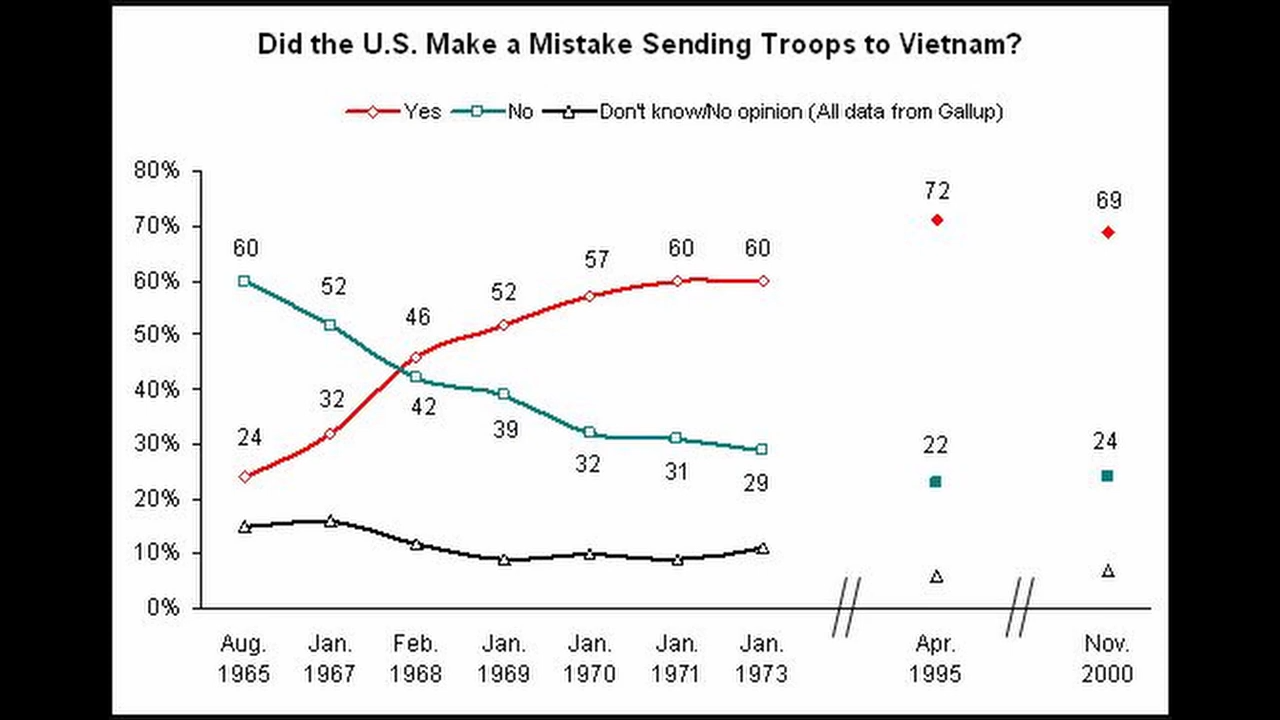 Did the U.S. Make a Mistake Sending Troops to Vietnam?
Yes No Don't know/No opinion (All data from Gallup)
80%
70%
60%
50%
40%
30%
20%
10%
0%
60 52 46 52 57 60 60 72 69
24 32 42 39 32 31 29 22 24
Aug. Jan. Feb. Jan. Jan. Jan. Jan. Apr. Nov.
1965 1967 1968 1969 1970 1971 1973 1995 2000